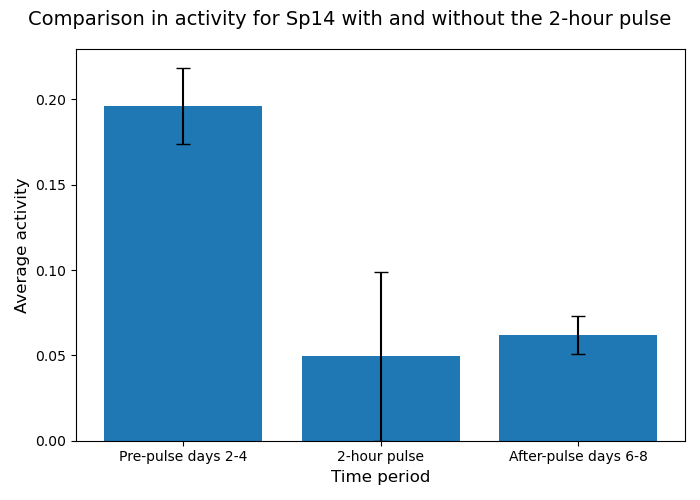 Comparison in activity for Sp14 with and without the 2-hour pulse
Average activity
0.20
0.15
0.10
0.05
0.00
Pre-pulse days 2-4
2-hour pulse
After-pulse days 6-8
Time period